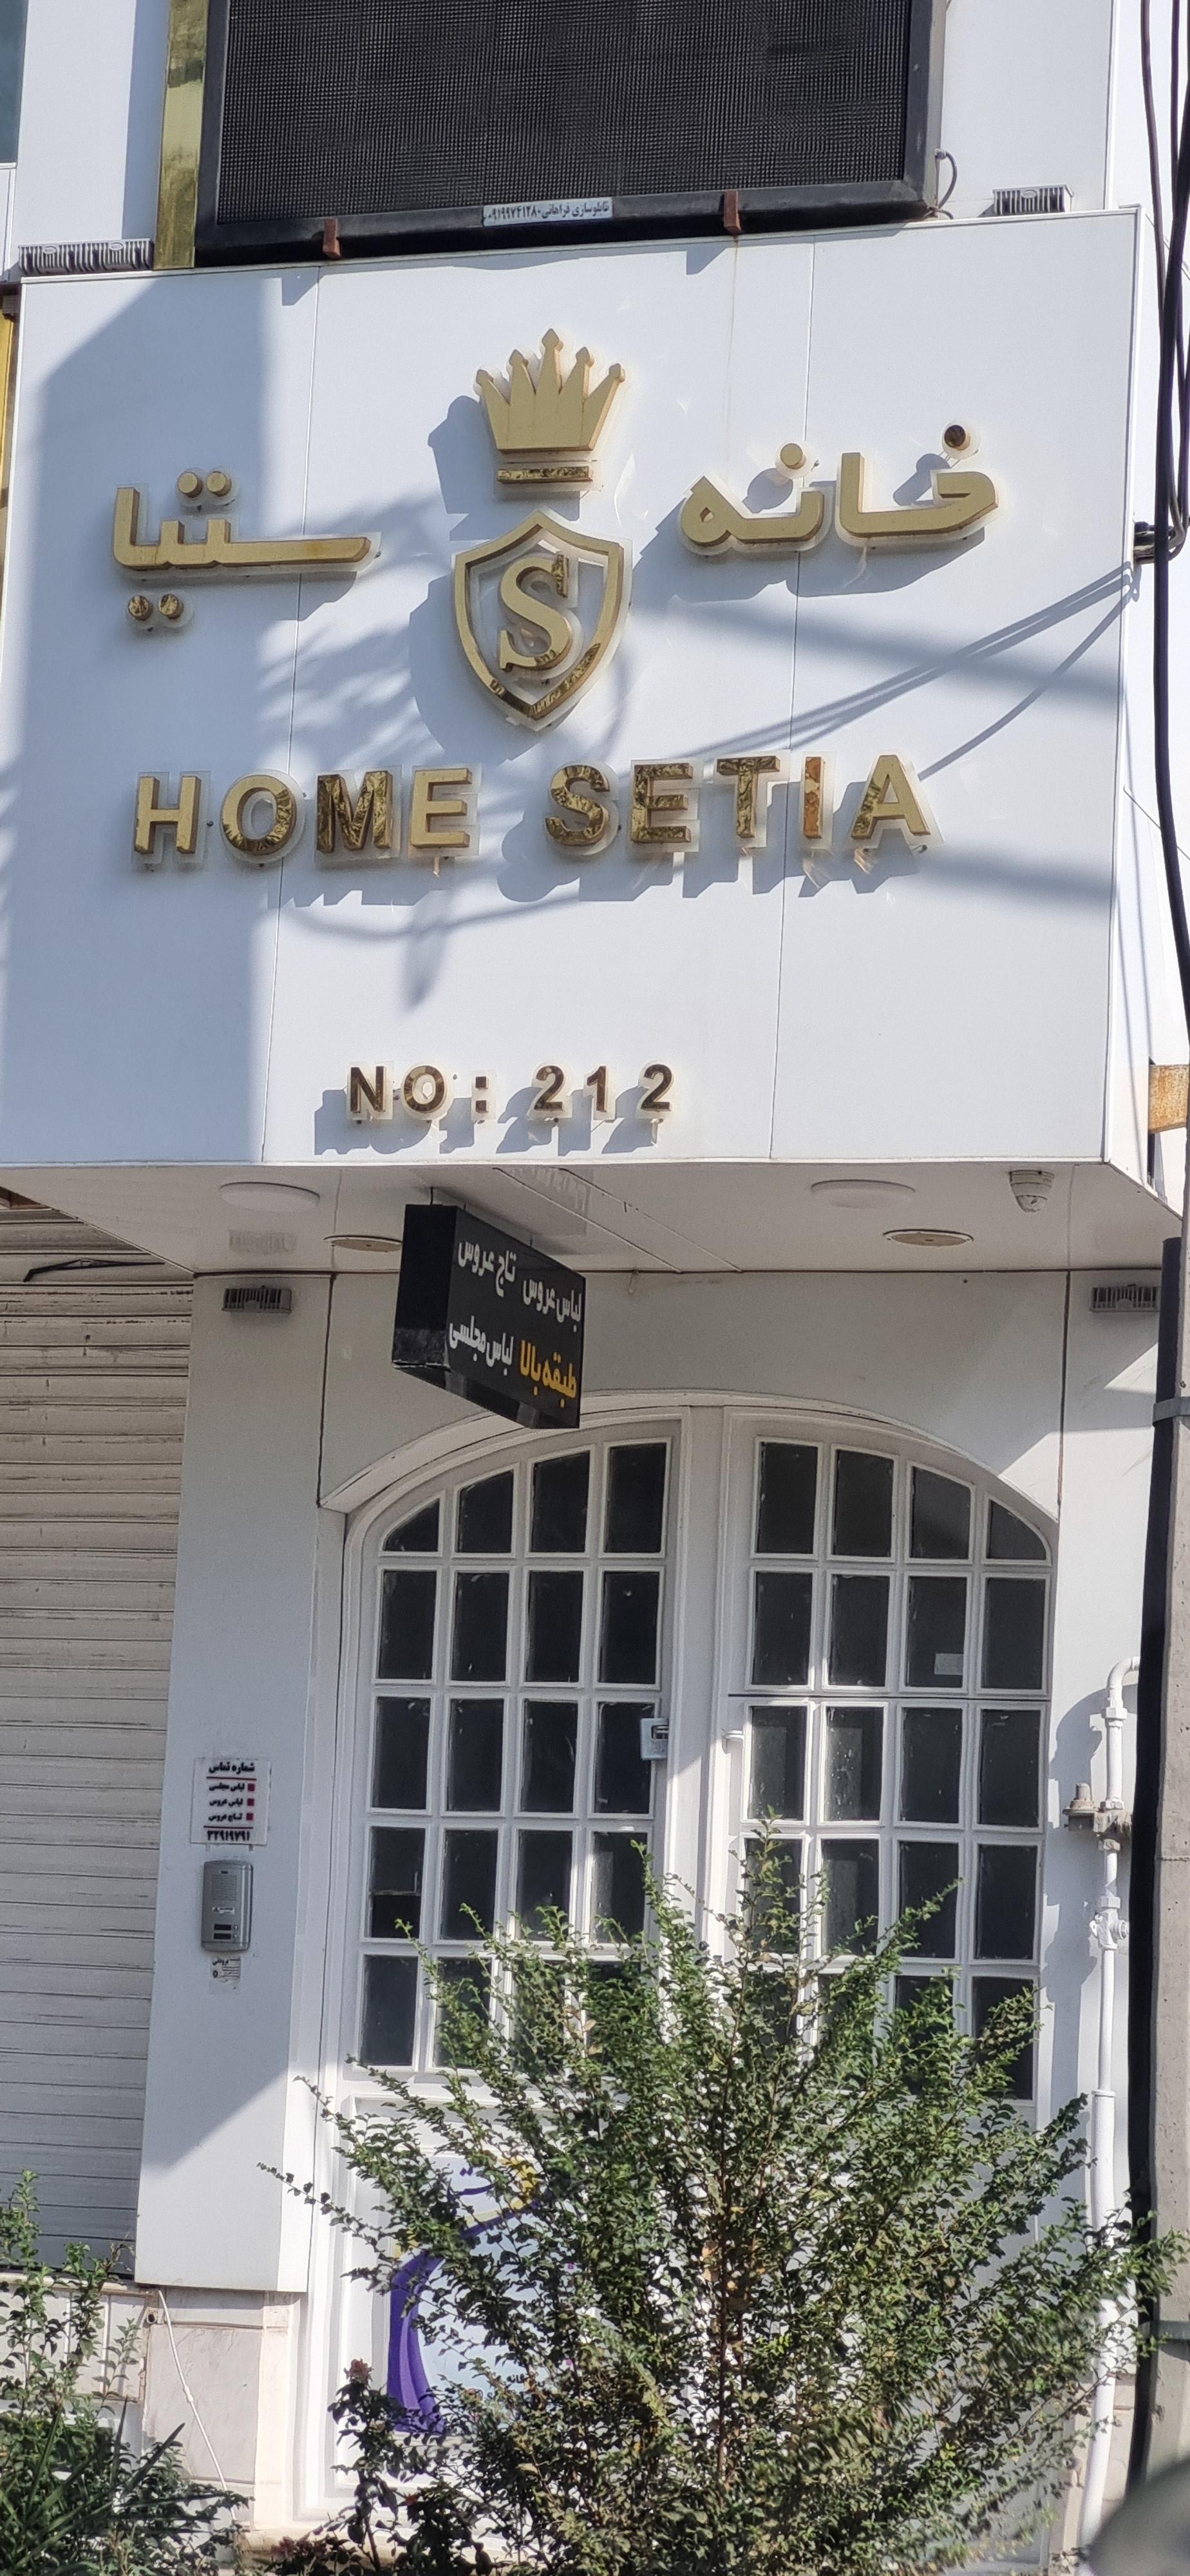 تابلوسازی فراهانی ۰۹۱۹۹۷۴۱۲۸۰
خانه ستیا
S
HOME SETIA
NO: 212
لباس عروس تاج عروس
طبقه بالا لباس مجلسی
شماره تماس
لباس مجلسی
لباس عروس
تاج عروس
۳۲۹۱۹۷۹۱